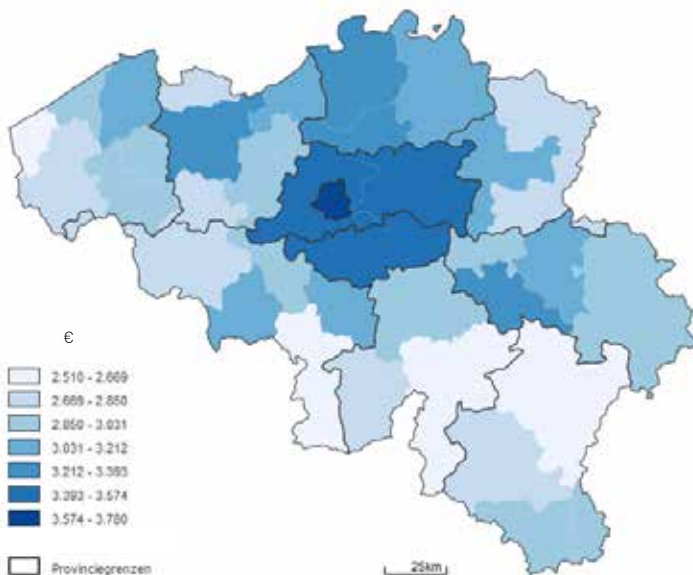 €
2.510 - 2.669
2.669 - 2.850
2.850 - 3.031
3.031 - 3.212
3.212 - 3.393
3.393 - 3.574
3.574 - 3.780
Provinciegrenzen
25km